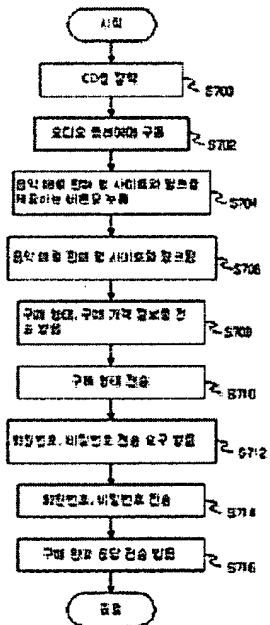 시작
CD를 장착
S700
오디오 플레이어 구동
S702
음악 매체 판매 웹 사이트와 링크를
제공하는 버튼을 누름
S704
음악 매체 판매 웹 사이트와 링크됨
S706
구매 형태, 구매 가격 정보를 전
송 받음
S708
구매 형태 전송
S710
회원번호, 비밀번호 전송 요구 받음
S712
회원번호, 비밀번호 전송
S714
구매 완료 응답 전송 받음
S716
종료